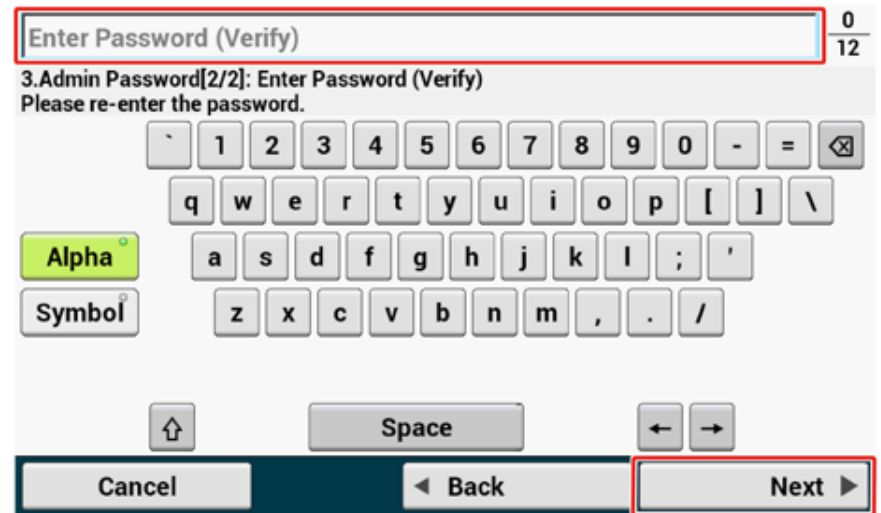 Enter Password (Verify)
0
12
3.Admin Password[2/2]: Enter Password (Verify)
Please re-enter the password.
` 1 2 3 4 5 6 7 8 9 0 - =
q w e r t y u i o p [ ] \
Alpha a s d f g h j k l ; '
Symbol z x c v b n m , . /
Space ← →
Cancel ◀ Back Next ▶